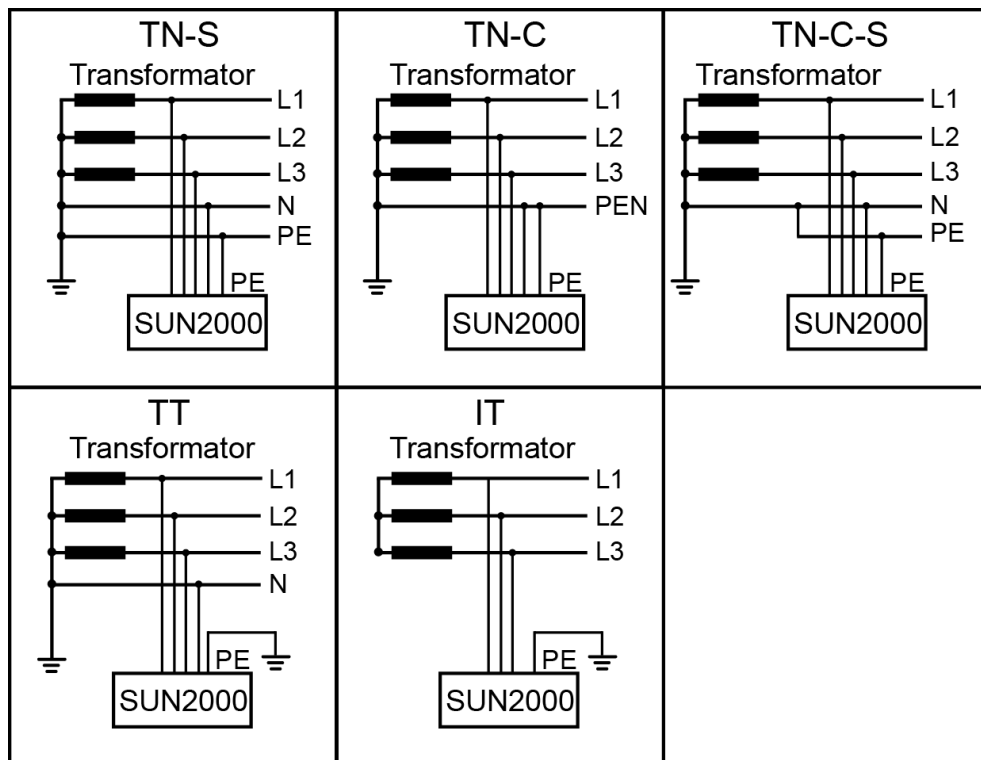 TN-S
Transformator
L1
L2
L3
N
PE
PE
SUN2000
TN-C
Transformator
L1
L2
L3
PEN
PE
SUN2000
TN-C-S
Transformator
L1
L2
L3
N
PE
PE
SUN2000
TT
Transformator
L1
L2
L3
N
PE
SUN2000
IT
Transformator
L1
L2
L3
PE
SUN2000